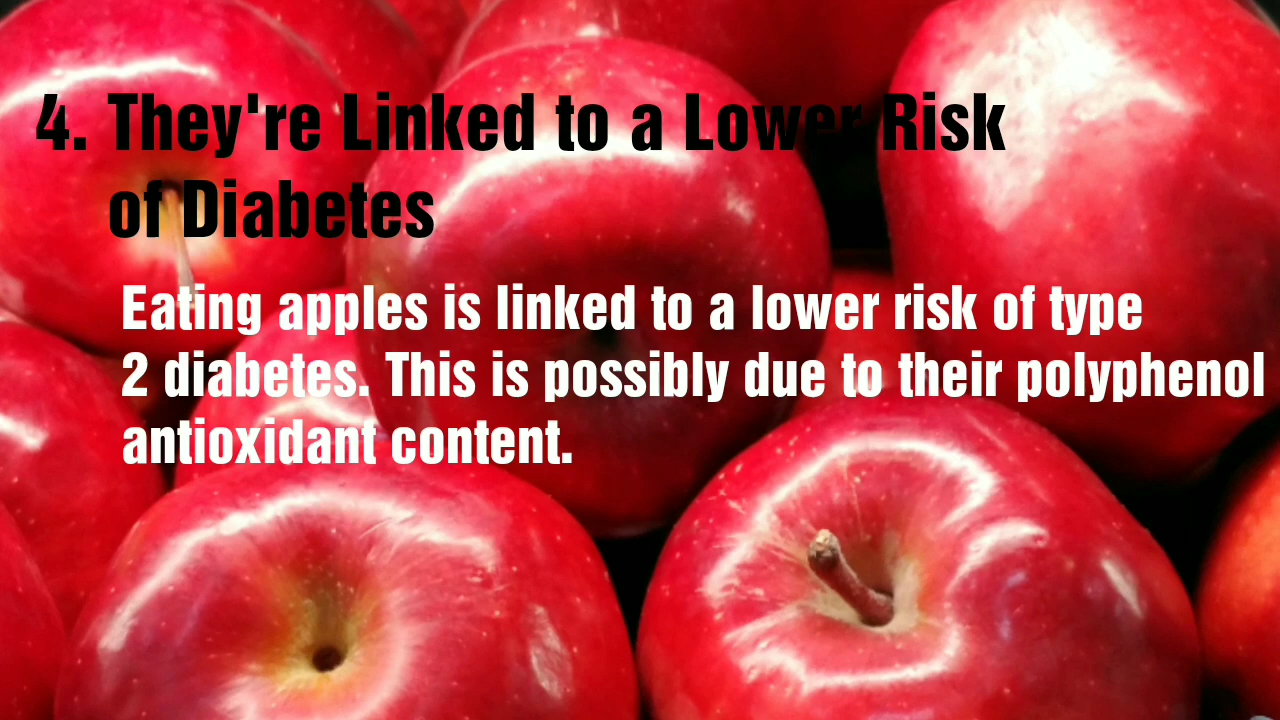 4. They're Linked to a Lower Risk
of Diabetes
Eating apples is linked to a lower risk of type
2 diabetes. This is possibly due to their polyphenol
antioxidant content.